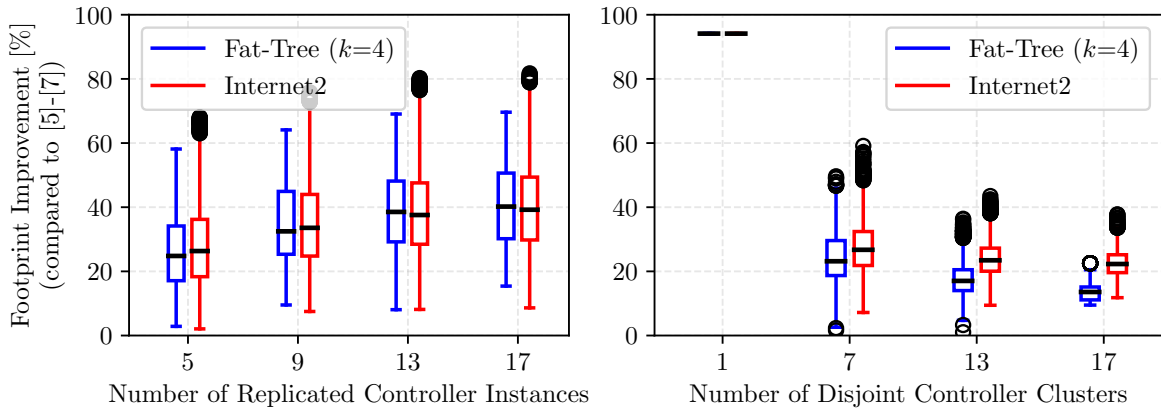 Footprint Improvement [%]
(compared to [5]-[7])
100
80
60
40
20
0
Fat-Tree (k=4)
Internet2
5 9 13 17
Number of Replicated Controller Instances
100
80
60
40
20
0
Fat-Tree (k=4)
Internet2
1 7 13 17
Number of Disjoint Controller Clusters